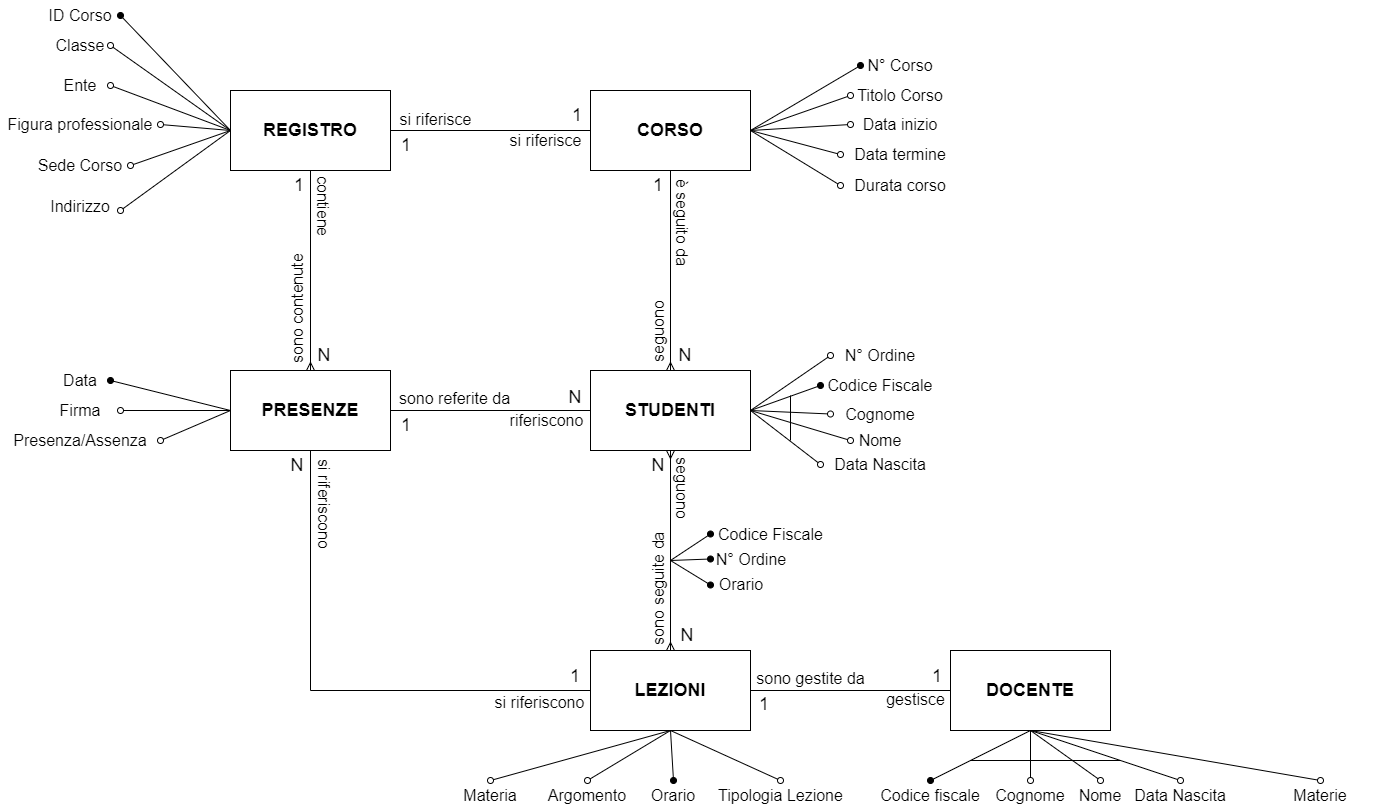 ID Corso
Classe
Ente
Figura professionale
Sede Corso
Indirizzo
REGISTRO
si riferisce
1
1
si riferisce
CORSO
N° Corso
Titolo Corso
Data inizio
Data termine
Durata corso
1
contiene
sono contenute
N
1
è seguito da
seguono
N
Data
Firma
Presenza/Assenza
PRESENZE
sono referite da
1
N
riferiscono
STUDENTI
N° Ordine
Codice Fiscale
Cognome
Nome
Data Nascita
N
si riferiscono
N
seguono
Codice Fiscale
N° Ordine
Orario
sono seguite da
N
1
si riferiscono
LEZIONI
sono gestite da
1
1
gestisce
DOCENTE
Materia
Argomento
Orario
Tipologia Lezione
Codice fiscale
Cognome
Nome
Data Nascita
Materie